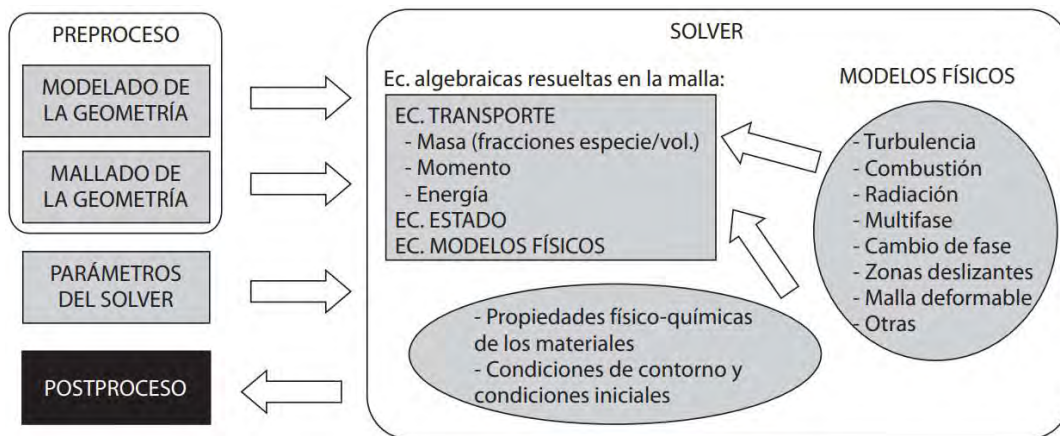 PREPROCESO
MODELADO DE
LA GEOMETRÍA
MALLADO DE
LA GEOMETRÍA
PARÁMETROS
DEL SOLVER
POSTPROCESO
SOLVER
Ec. algebraicas resueltas en la malla:
EC. TRANSPORTE
- Masa (fracciones especie/vol.)
- Momento
- Energía
EC. ESTADO
EC. MODELOS FÍSICOS
- Propiedades físico-químicas
de los materiales
- Condiciones de contorno y
condiciones iniciales
MODELOS FÍSICOS
- Turbulencia
- Combustión
- Radiación
- Multifase
- Cambio de fase
- Zonas deslizantes
- Malla deformable
- Otras